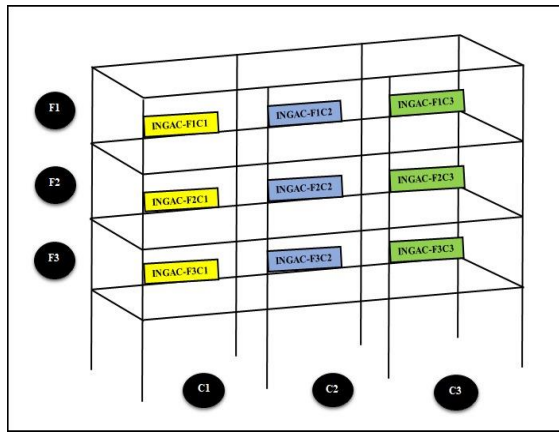 F1
INGAC-F1C1
INGAC-F1C2
INGAC-F1C3
F2
INGAC-F2C1
INGAC-F2C2
INGAC-F2C3
F3
INGAC-F3C1
INGAC-F3C2
INGAC-F3C3
C1
C2
C3